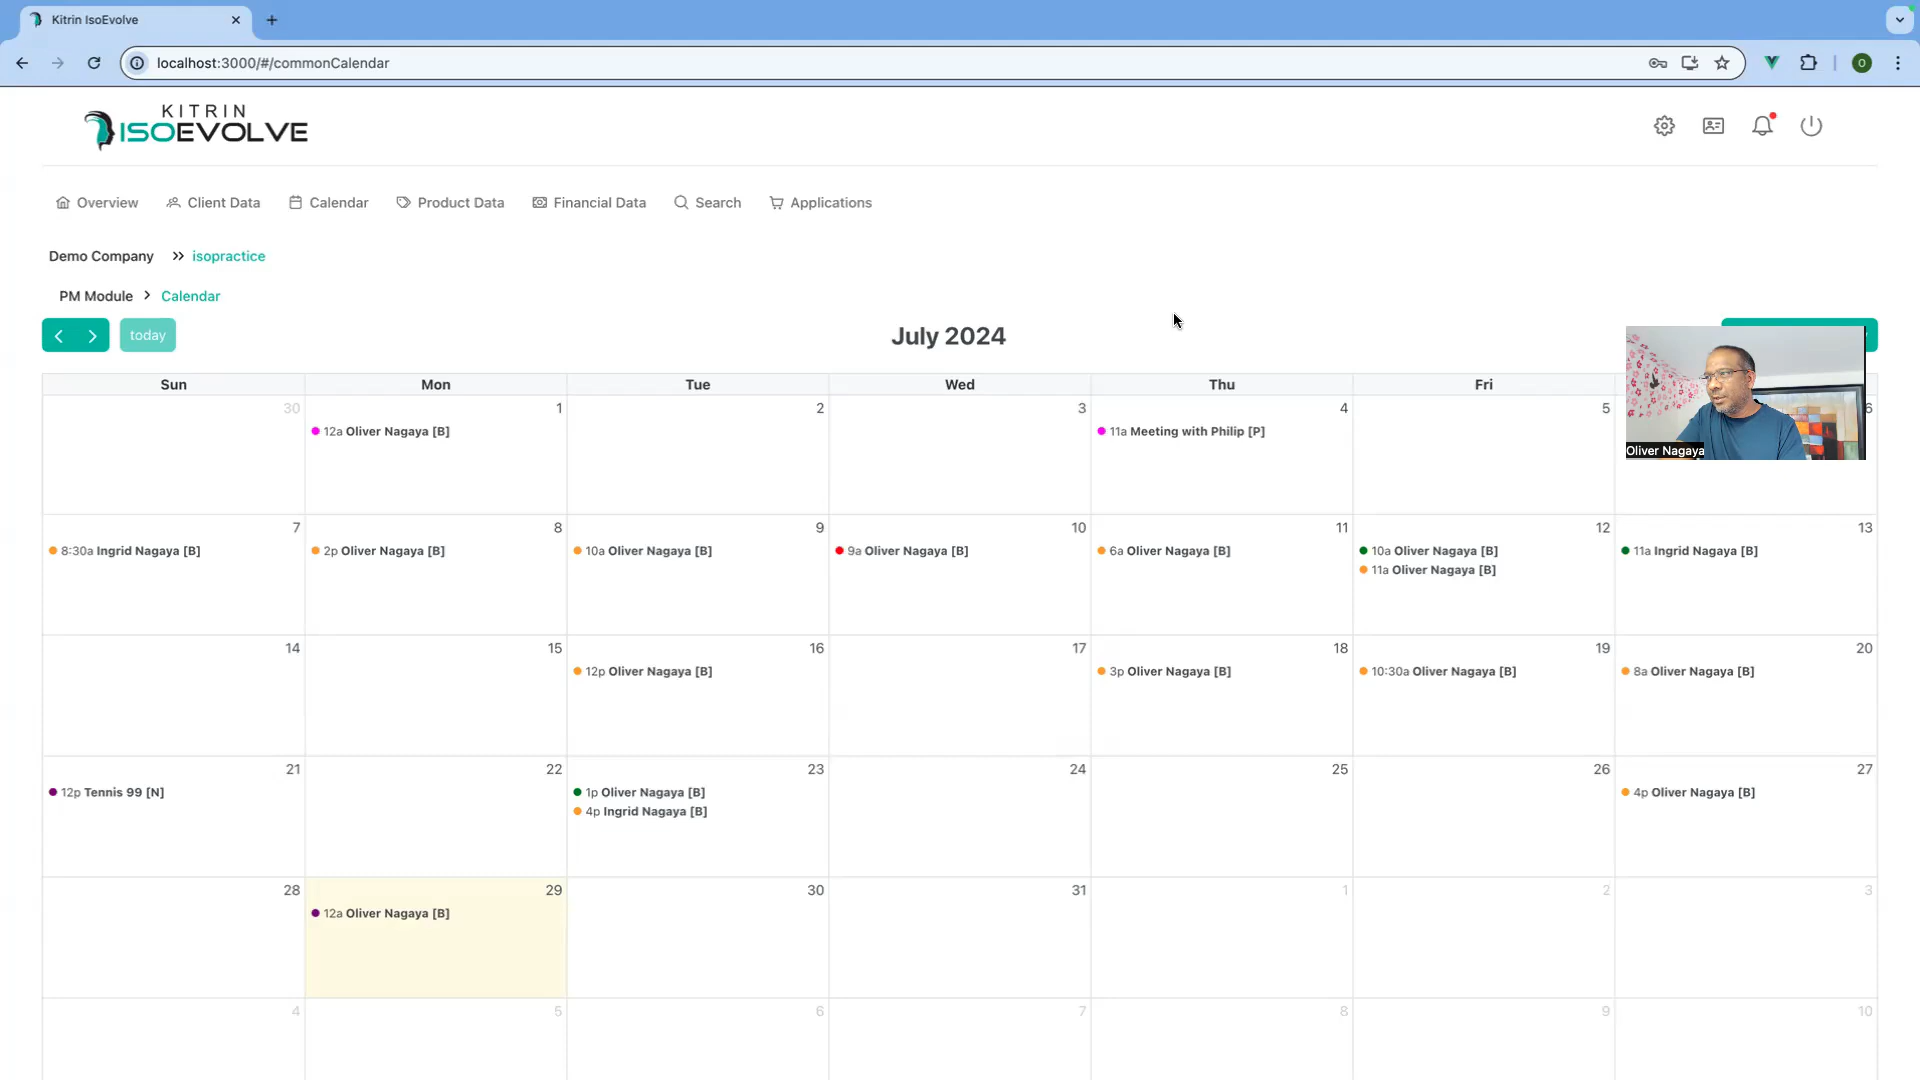 Kitrin IsoEvolve
localhost:3000/#/commonCalendar
O
KITRIN
ISOEVOLVE
Overview Client Data Calendar Product Data Financial Data Search Applications
Demo Company >> isopractice
PM Module > Calendar
today
July 2024
Sun Mon Tue Wed Thu Fri
30 1 2 3 4 5 6
12a Oliver Nagaya [B] 11a Meeting with Philip [P]
Oliver Nagaya
7 8 9 10 11 12 13
8:30a Ingrid Nagaya [B] 2p Oliver Nagaya [B] 10a Oliver Nagaya [B] 9a Oliver Nagaya [B] 6a Oliver Nagaya [B] 10a Oliver Nagaya [B] 11a Ingrid Nagaya [B]
11a Oliver Nagaya [B]
14 15 16 17 18 19 20
12p Oliver Nagaya [B] 3p Oliver Nagaya [B] 10:30a Oliver Nagaya [B] 8a Oliver Nagaya [B]
21 22 23 24 25 26 27
12p Tennis 99 [N] 1p Oliver Nagaya [B] 4p Oliver Nagaya [B]
4p Ingrid Nagaya [B]
28 29 30 31 1 2 3
12a Oliver Nagaya [B]
4 5 6 7 8 9 10